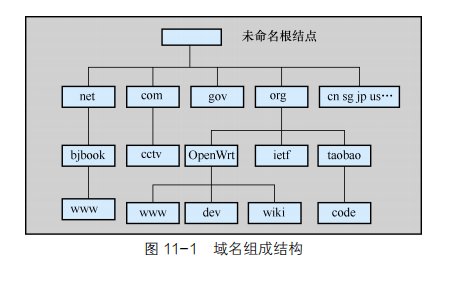 未命名根结点
net com gov org cn sg jp us…
bjbook cctv OpenWrt ietf taobao
www www dev wiki code
图 11-1 域名组成结构